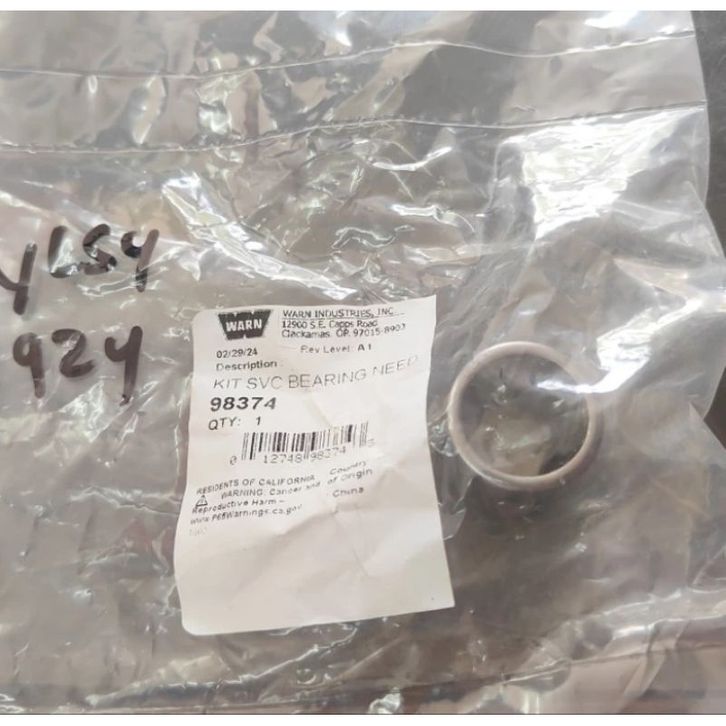 YLSY
924
WARN
WARN INDUSTRIES, INC.
12900 S.E. Capps Road
Clackamas, OR 97015-8903
02/29/24
Rev Level: A1
Description:
KIT SVC BEARING NEED
98374
QTY: 1
0 12748 98374 3
RESIDENTS OF CALIFORNIA
WARNING: Cancer and
Reproductive Harm –
www.P65Warnings.ca.gov
Country
of Origin
China